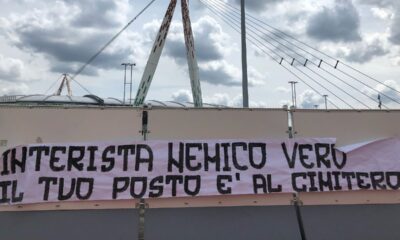 INTERISTA NEMICO VERO
IL TUO POSTO E' AL CIMITERO